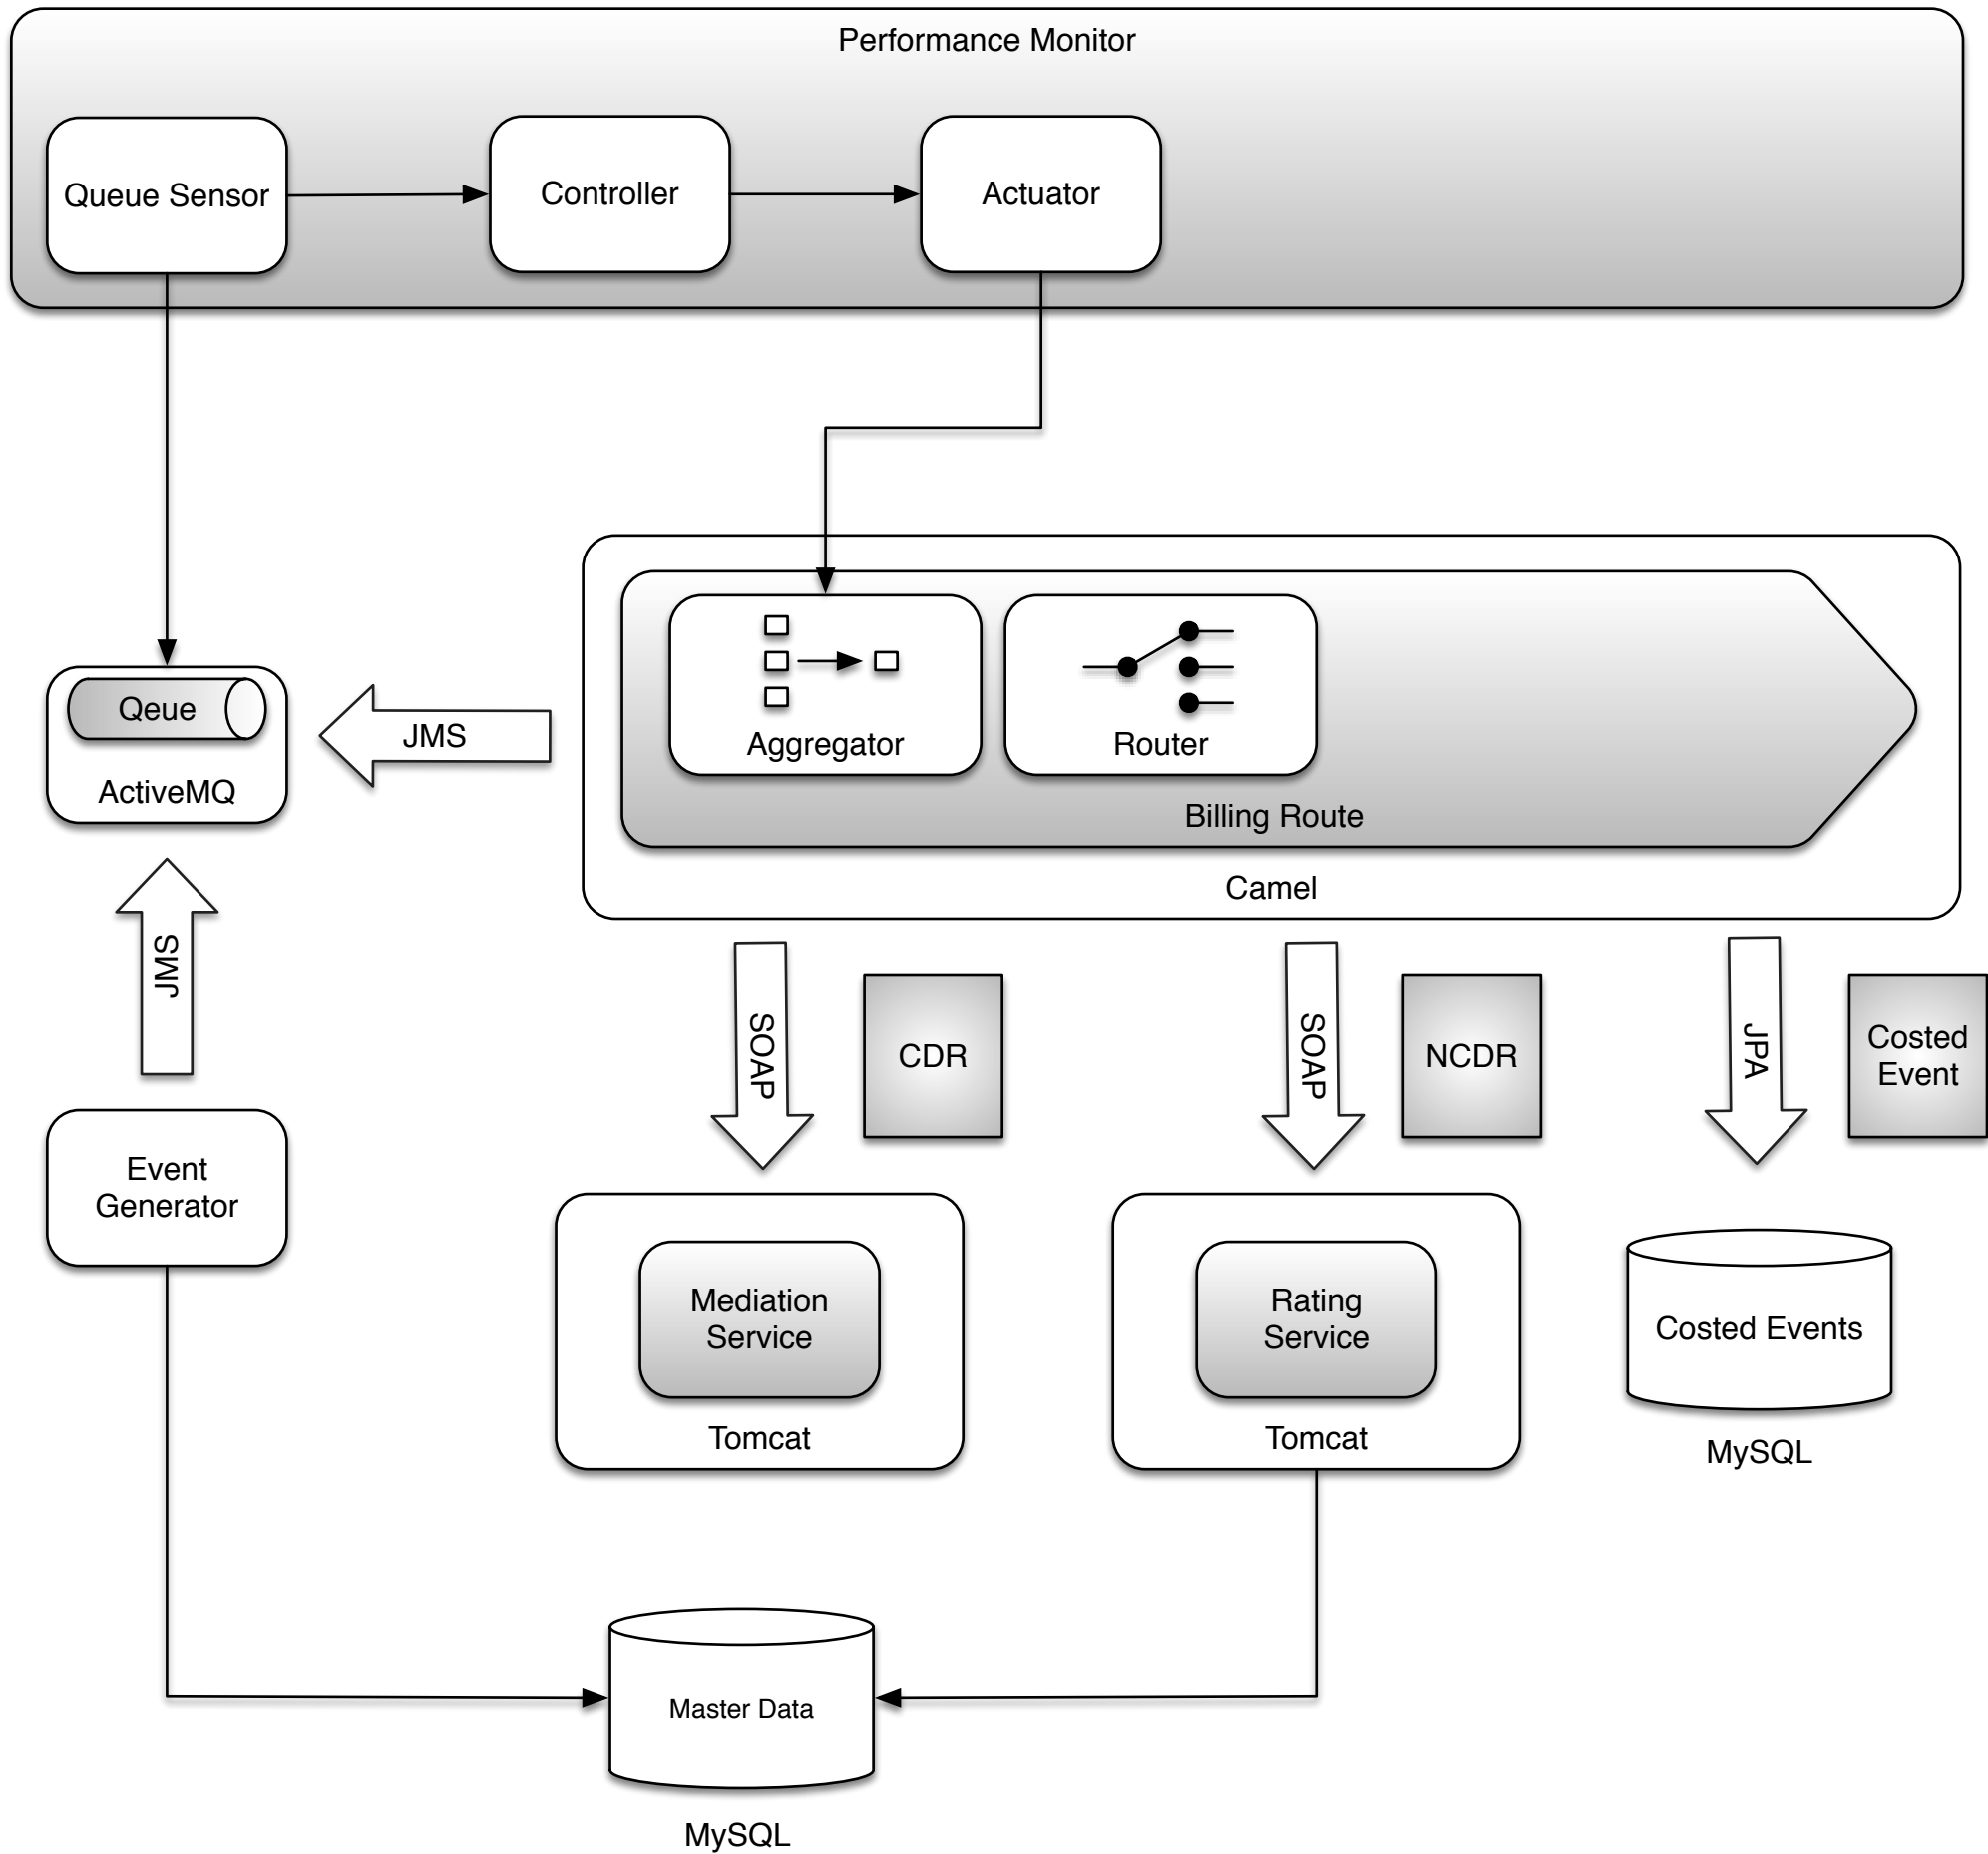 Performance Monitor
Queue Sensor
Controller
Actuator
Qeue
ActiveMQ
JMS
Aggregator
Router
Billing Route
Camel
JMS
SOAP
CDR
SOAP
NCDR
JPA
Costed
Event
Event
Generator
Mediation
Service
Tomcat
Rating
Service
Tomcat
Costed Events
MySQL
Master Data
MySQL